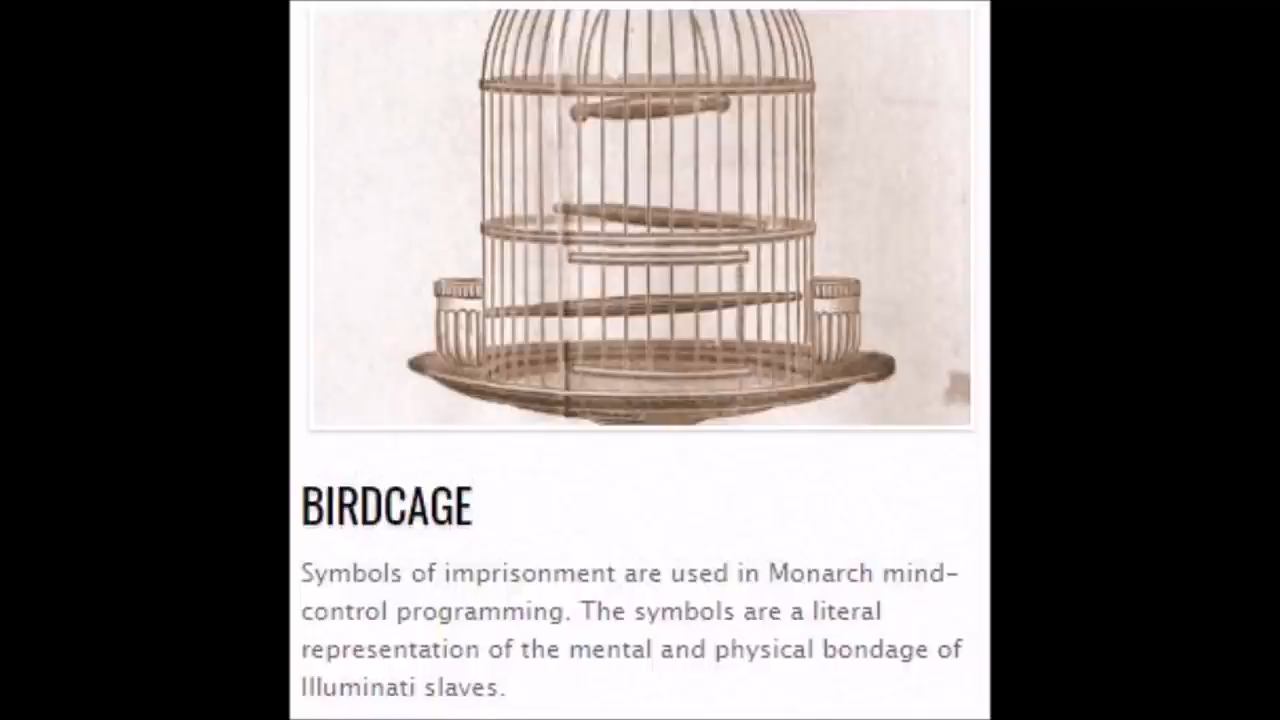 BIRDCAGE
Symbols of imprisonment are used in Monarch mind-
control programming. The symbols are a literal
representation of the mental and physical bondage of
Illuminati slaves.